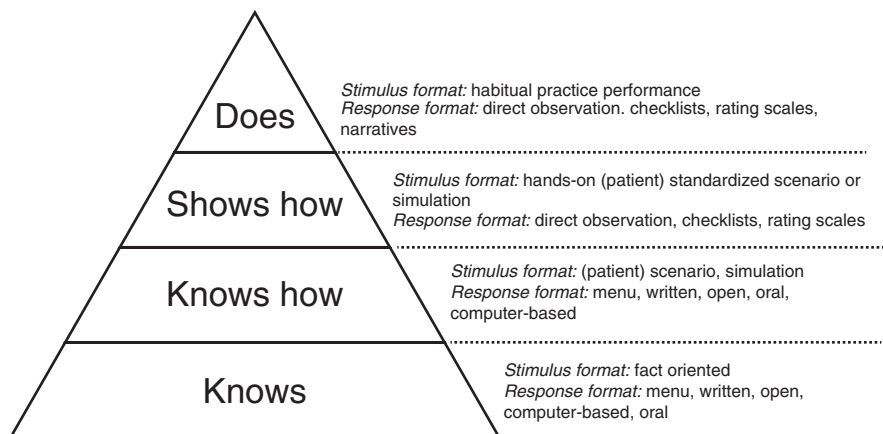 Does
Stimulus format: habitual practice performance
Response format: direct observation. checklists, rating scales,
narratives
Shows how
Stimulus format: hands-on (patient) standardized scenario or
simulation
Response format: direct observation, checklists, rating scales
Knows how
Stimulus format: (patient) scenario, simulation
Response format: menu, written, open, oral,
computer-based
Knows
Stimulus format: fact oriented
Response format: menu, written, open,
computer-based, oral